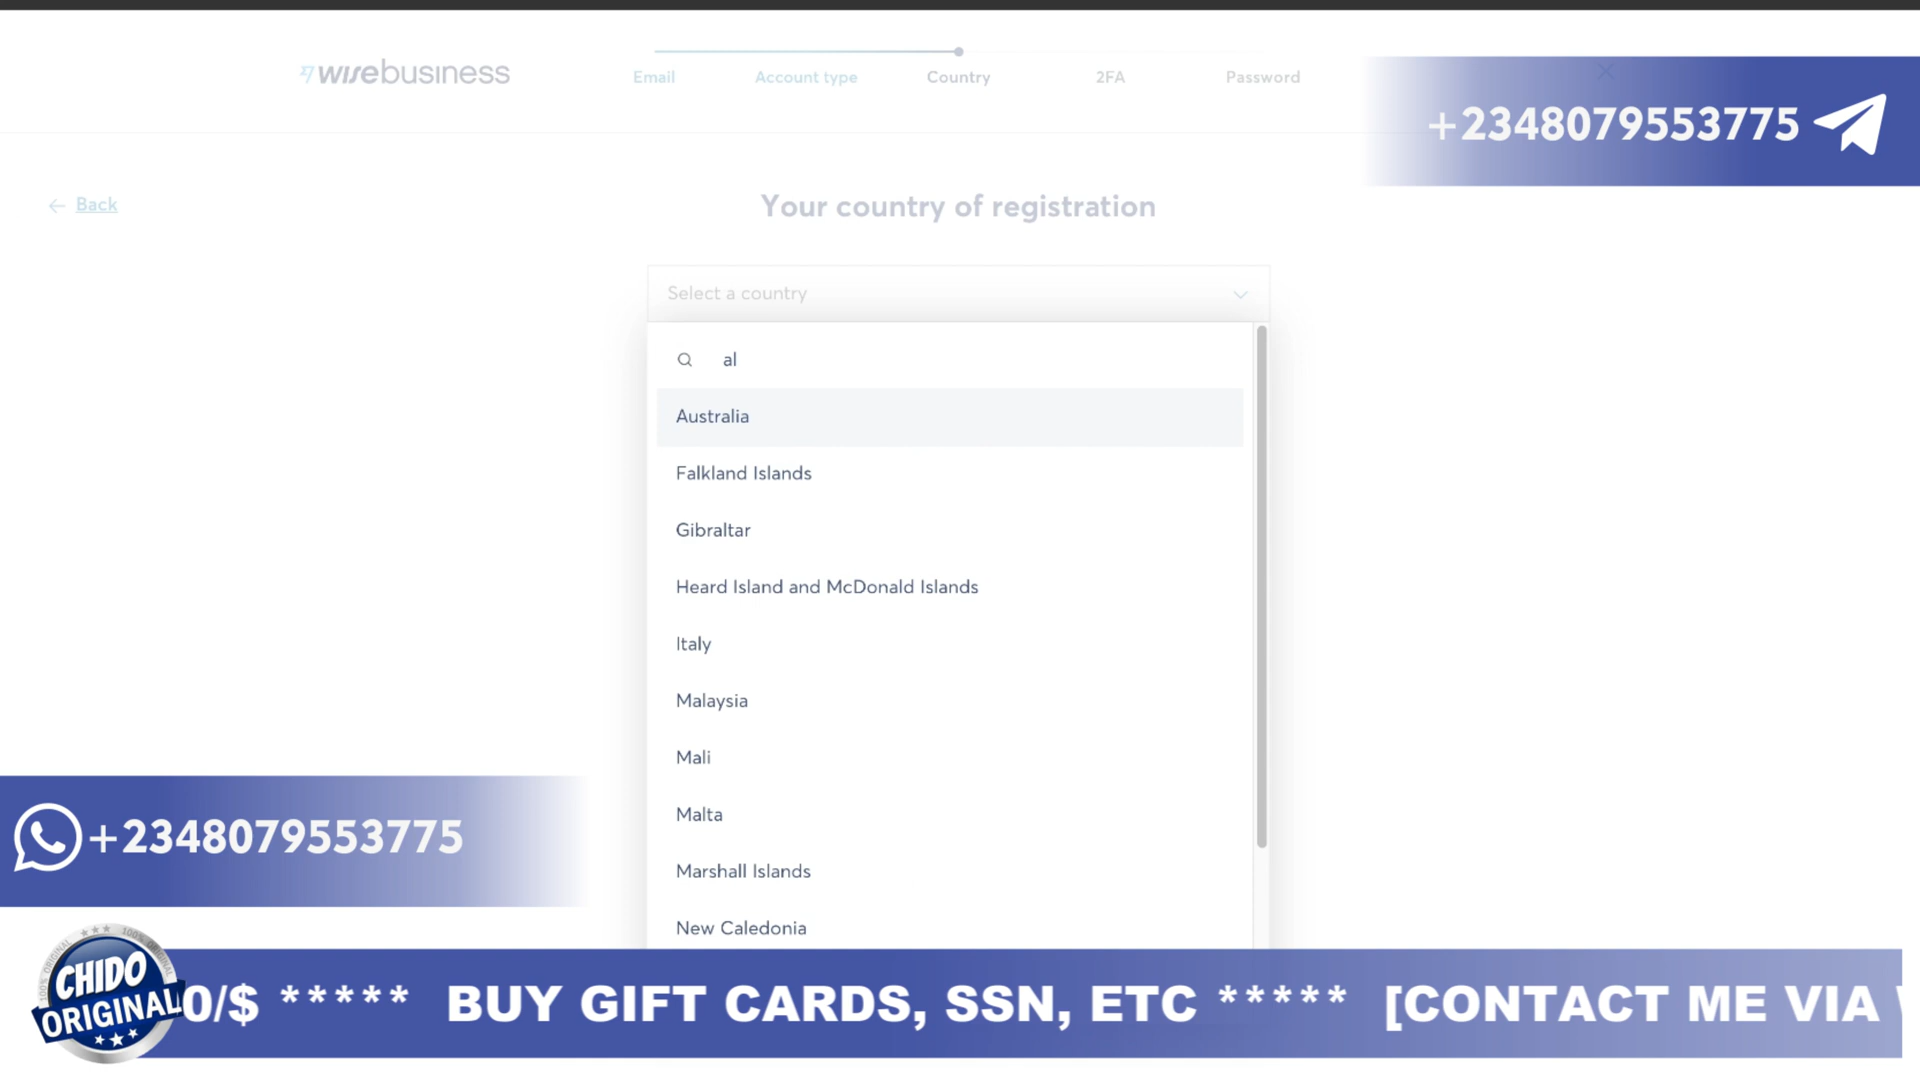 wisebusiness
Email
Account type
Country
2FA
Password
+2348079553775
Back
Your country of registration
Select a country
al
Australia
Falkland Islands
Gibraltar
Heard Island and McDonald Islands
Italy
Malaysia
Mali
Malta
Marshall Islands
New Caledonia
+2348079553775
CHIDO
ORIGINAL
0/$ ***** BUY GIFT CARDS, SSN, ETC ***** [CONTACT ME VIA